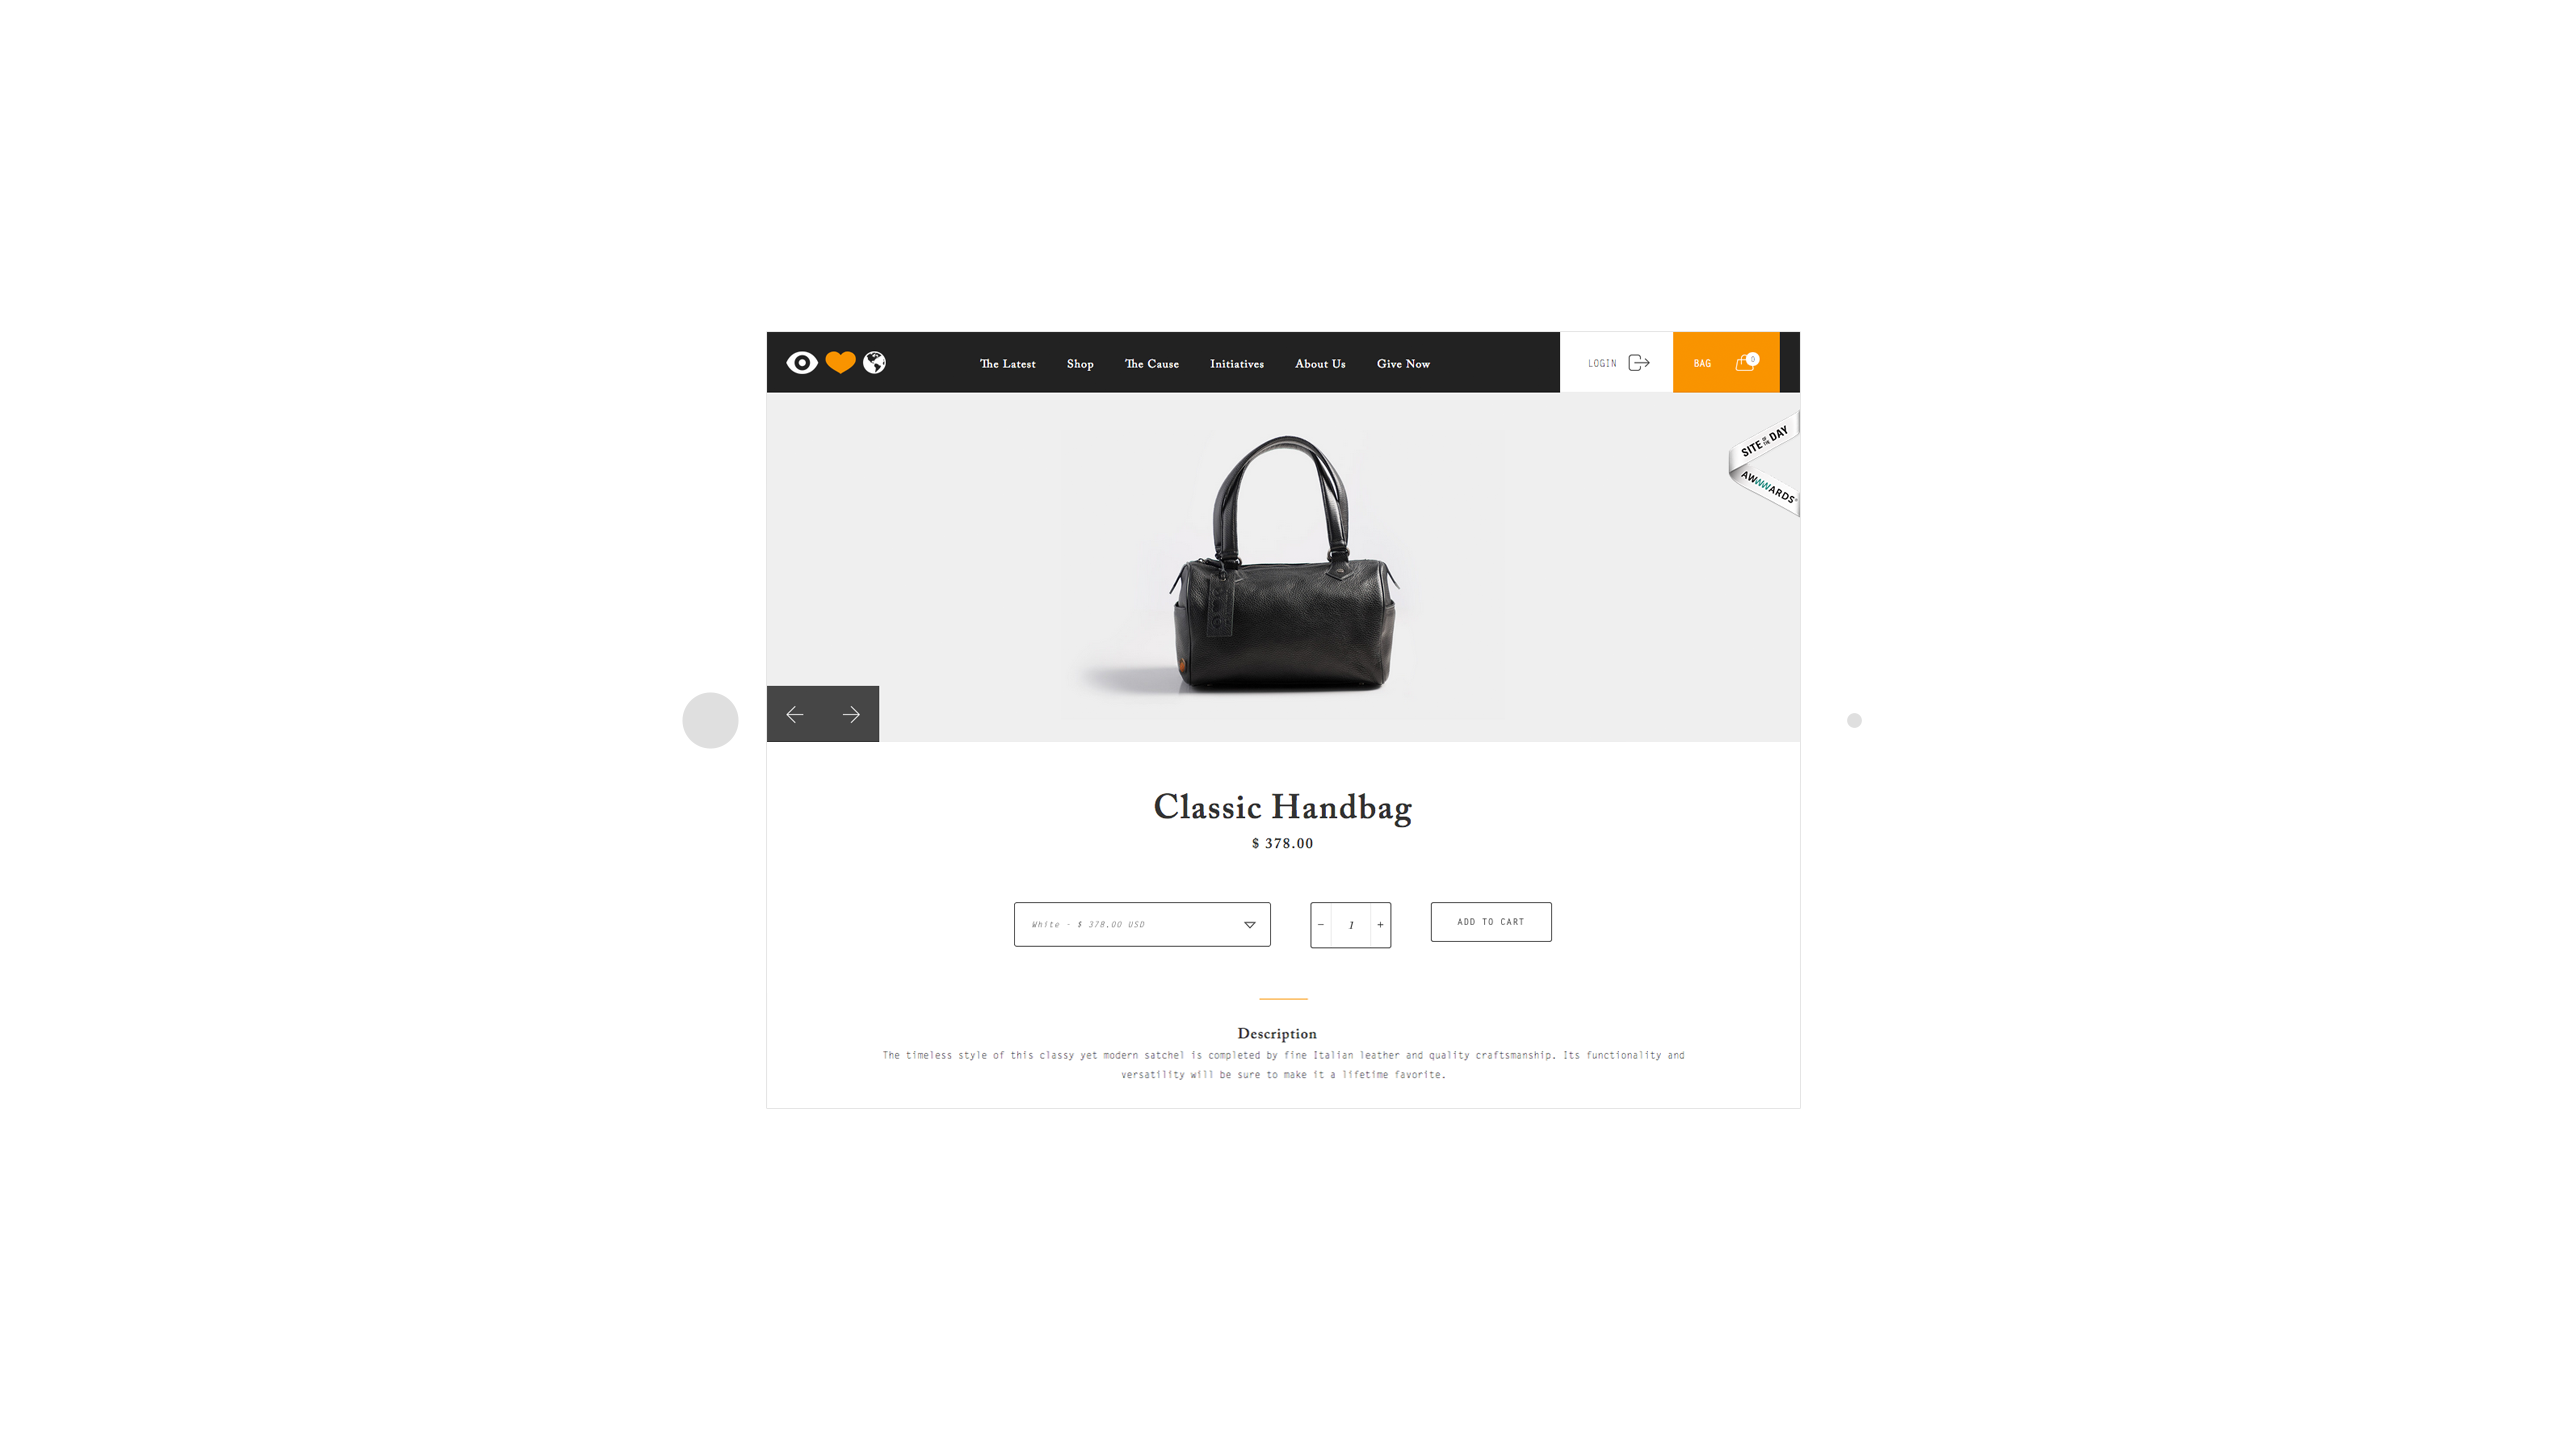 The Latest Shop The Cause Initiatives About Us Give Now LOGIN BAG 0
SITE OF THE DAY
AWWWARDS®
Classic Handbag
$ 378.00
White - $ 378.00 USD
− 1 +
ADD TO CART
Description
The timeless style of this classy yet modern satchel is completed by fine Italian leather and quality craftsmanship. Its functionality and
versatility will be sure to make it a lifetime favorite.